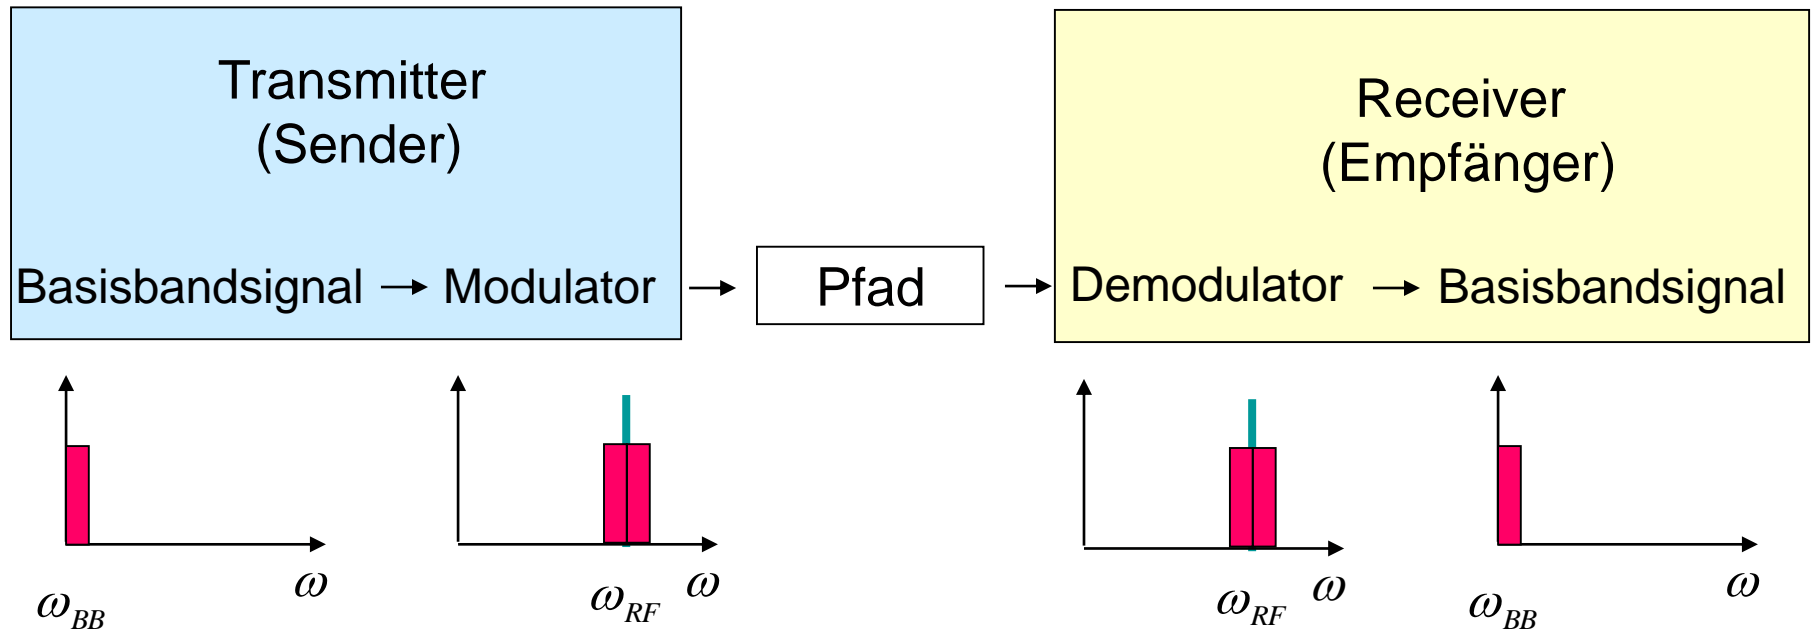 Transmitter
(Sender)
Basisbandsignal
Modulator
Pfad
Receiver
(Empfänger)
Demodulator
Basisbandsignal
ω_BB
ω
ω_RF
ω
ω_RF
ω
ω_BB
ω